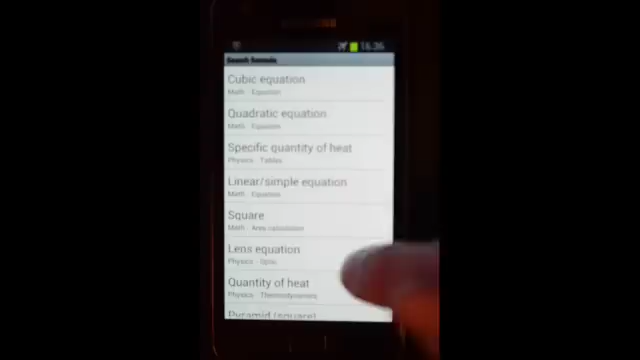 16:36
Search formula
Cubic equation
Math - Equation
Quadratic equation
Math - Equation
Specific quantity of heat
Physics - Tables
Linear/simple equation
Math - Equation
Square
Math - Area calculation
Lens equation
Physics - Optic
Quantity of heat
Physics - Thermodynamics
Pyramid (square)